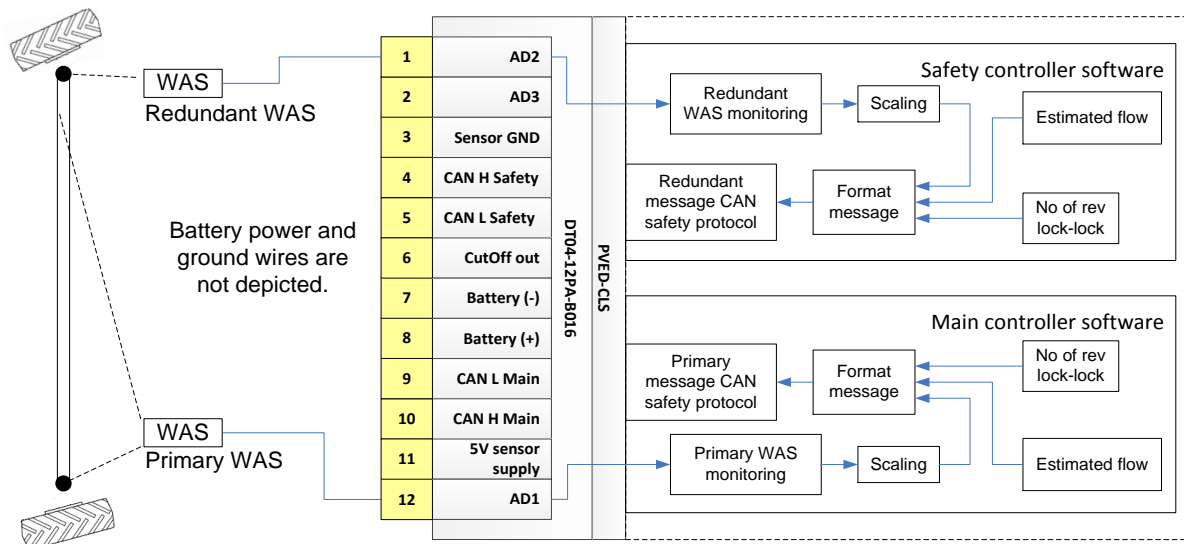 WAS
Redundant WAS
Battery power and
ground wires are
not depicted.
WAS
Primary WAS
1 AD2
2 AD3
3 Sensor GND
4 CAN H Safety
5 CAN L Safety
6 CutOff out
7 Battery (-)
8 Battery (+)
9 CAN L Main
10 CAN H Main
11 5V sensor
supply
12 AD1
DT04-12PA-B016
PVED-CLS
Safety controller software
Redundant
WAS monitoring
Scaling
Estimated flow
Redundant
message CAN
safety protocol
Format
message
No of rev
lock-lock
Main controller software
Primary
message CAN
safety protocol
Format
message
No of rev
lock-lock
Primary WAS
monitoring
Scaling
Estimated flow